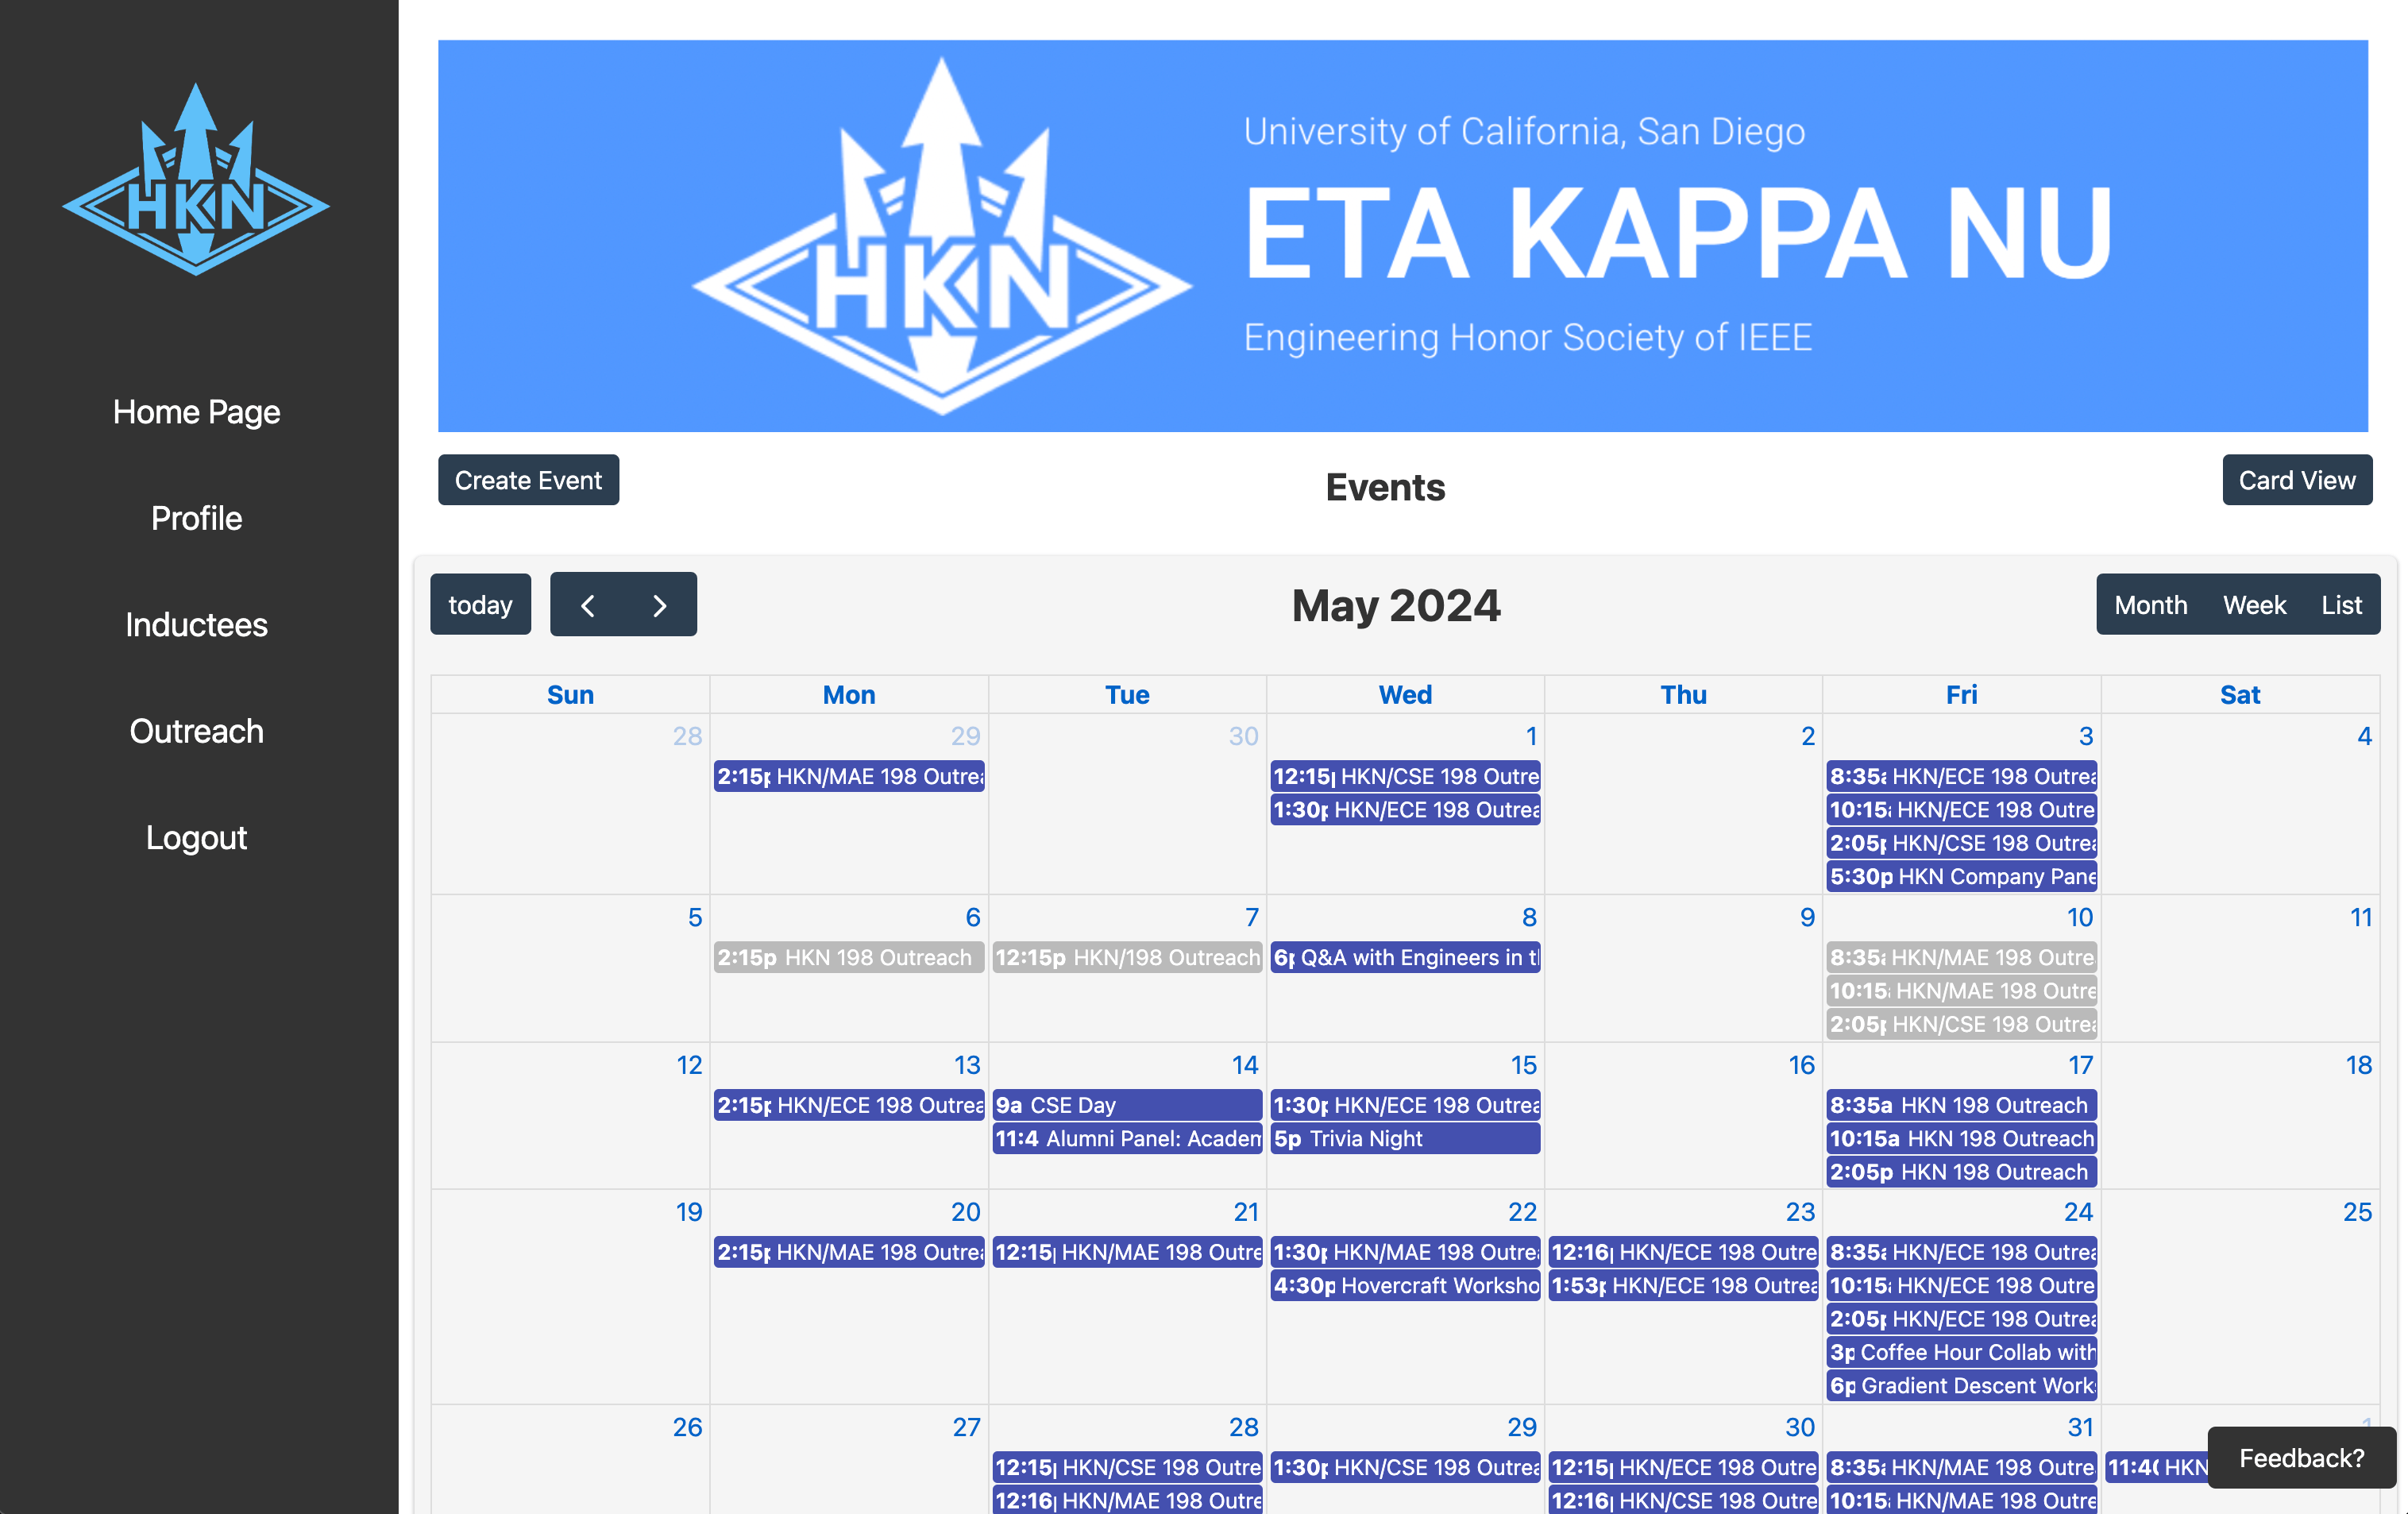 HKN
Home Page
Profile
Inductees
Outreach
Logout
HKN
University of California, San Diego
ETA KAPPA NU
Engineering Honor Society of IEEE
Create Event
Events
Card View
today
May 2024
Month Week List
Sun Mon Tue Wed Thu Fri Sat
28 29 30 1 2 3 4
2:15p HKN/MAE 198 Outrea
12:15 HKN/CSE 198 Outre
1:30p HKN/ECE 198 Outrea
8:35a HKN/ECE 198 Outrea
10:15 HKN/ECE 198 Outre
2:05p HKN/CSE 198 Outrea
5:30p HKN Company Pane
5 6 7 8 9 10 11
2:15p HKN 198 Outreach
12:15p HKN/198 Outreach
6p Q&A with Engineers in t
8:35a HKN/MAE 198 Outre
10:15 HKN/MAE 198 Outre
2:05p HKN/CSE 198 Outrea
12 13 14 15 16 17 18
2:15p HKN/ECE 198 Outrea
9a CSE Day
11:4 Alumni Panel: Academ
1:30p HKN/ECE 198 Outrea
5p Trivia Night
8:35a HKN 198 Outreach
10:15a HKN 198 Outreach
2:05p HKN 198 Outreach
19 20 21 22 23 24 25
2:15p HKN/MAE 198 Outrea
12:15 HKN/MAE 198 Outre
1:30p HKN/MAE 198 Outre
4:30p Hovercraft Worksho
12:16 HKN/ECE 198 Outre
1:53p HKN/ECE 198 Outrea
8:35a HKN/ECE 198 Outrea
10:15 HKN/ECE 198 Outre
2:05p HKN/ECE 198 Outrea
3p Coffee Hour Collab with
6p Gradient Descent Work
26 27 28 29 30 31 1
12:15 HKN/CSE 198 Outre
12:16 HKN/MAE 198 Outre
1:30p HKN/CSE 198 Outrea
12:15 HKN/ECE 198 Outre
12:16 HKN/CSE 198 Outre
8:35a HKN/MAE 198 Outre
10:15 HKN/MAE 198 Outre
11:40 HKN
Feedback?